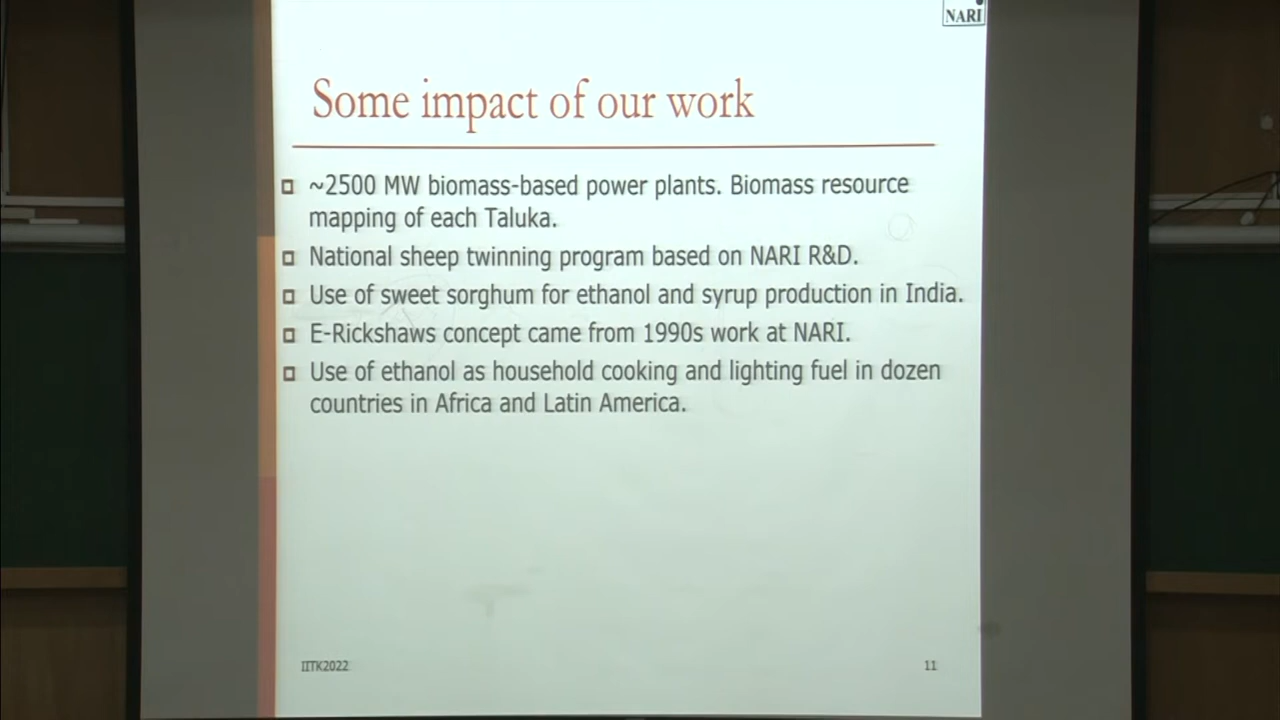 NARI
Some impact of our work
~2500 MW biomass-based power plants. Biomass resource
mapping of each Taluka.
National sheep twinning program based on NARI R&D.
Use of sweet sorghum for ethanol and syrup production in India.
E-Rickshaws concept came from 1990s work at NARI.
Use of ethanol as household cooking and lighting fuel in dozen
countries in Africa and Latin America.
IITK2022
11